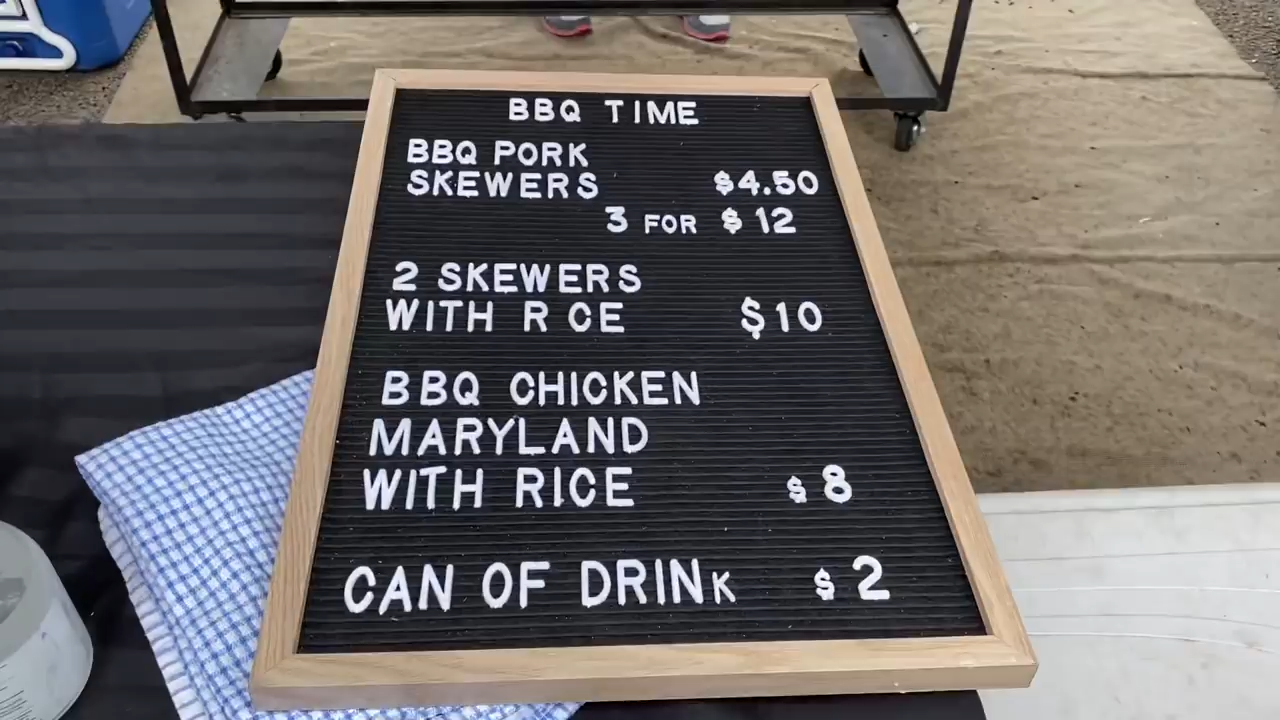 BBQ TIME
BBQ PORK
SKEWERS $4.50
3 FOR $ 12
2 SKEWERS
WITH R CE $10
BBQ CHICKEN
MARYLAND
WITH RICE $ 8
CAN OF DRINK $ 2